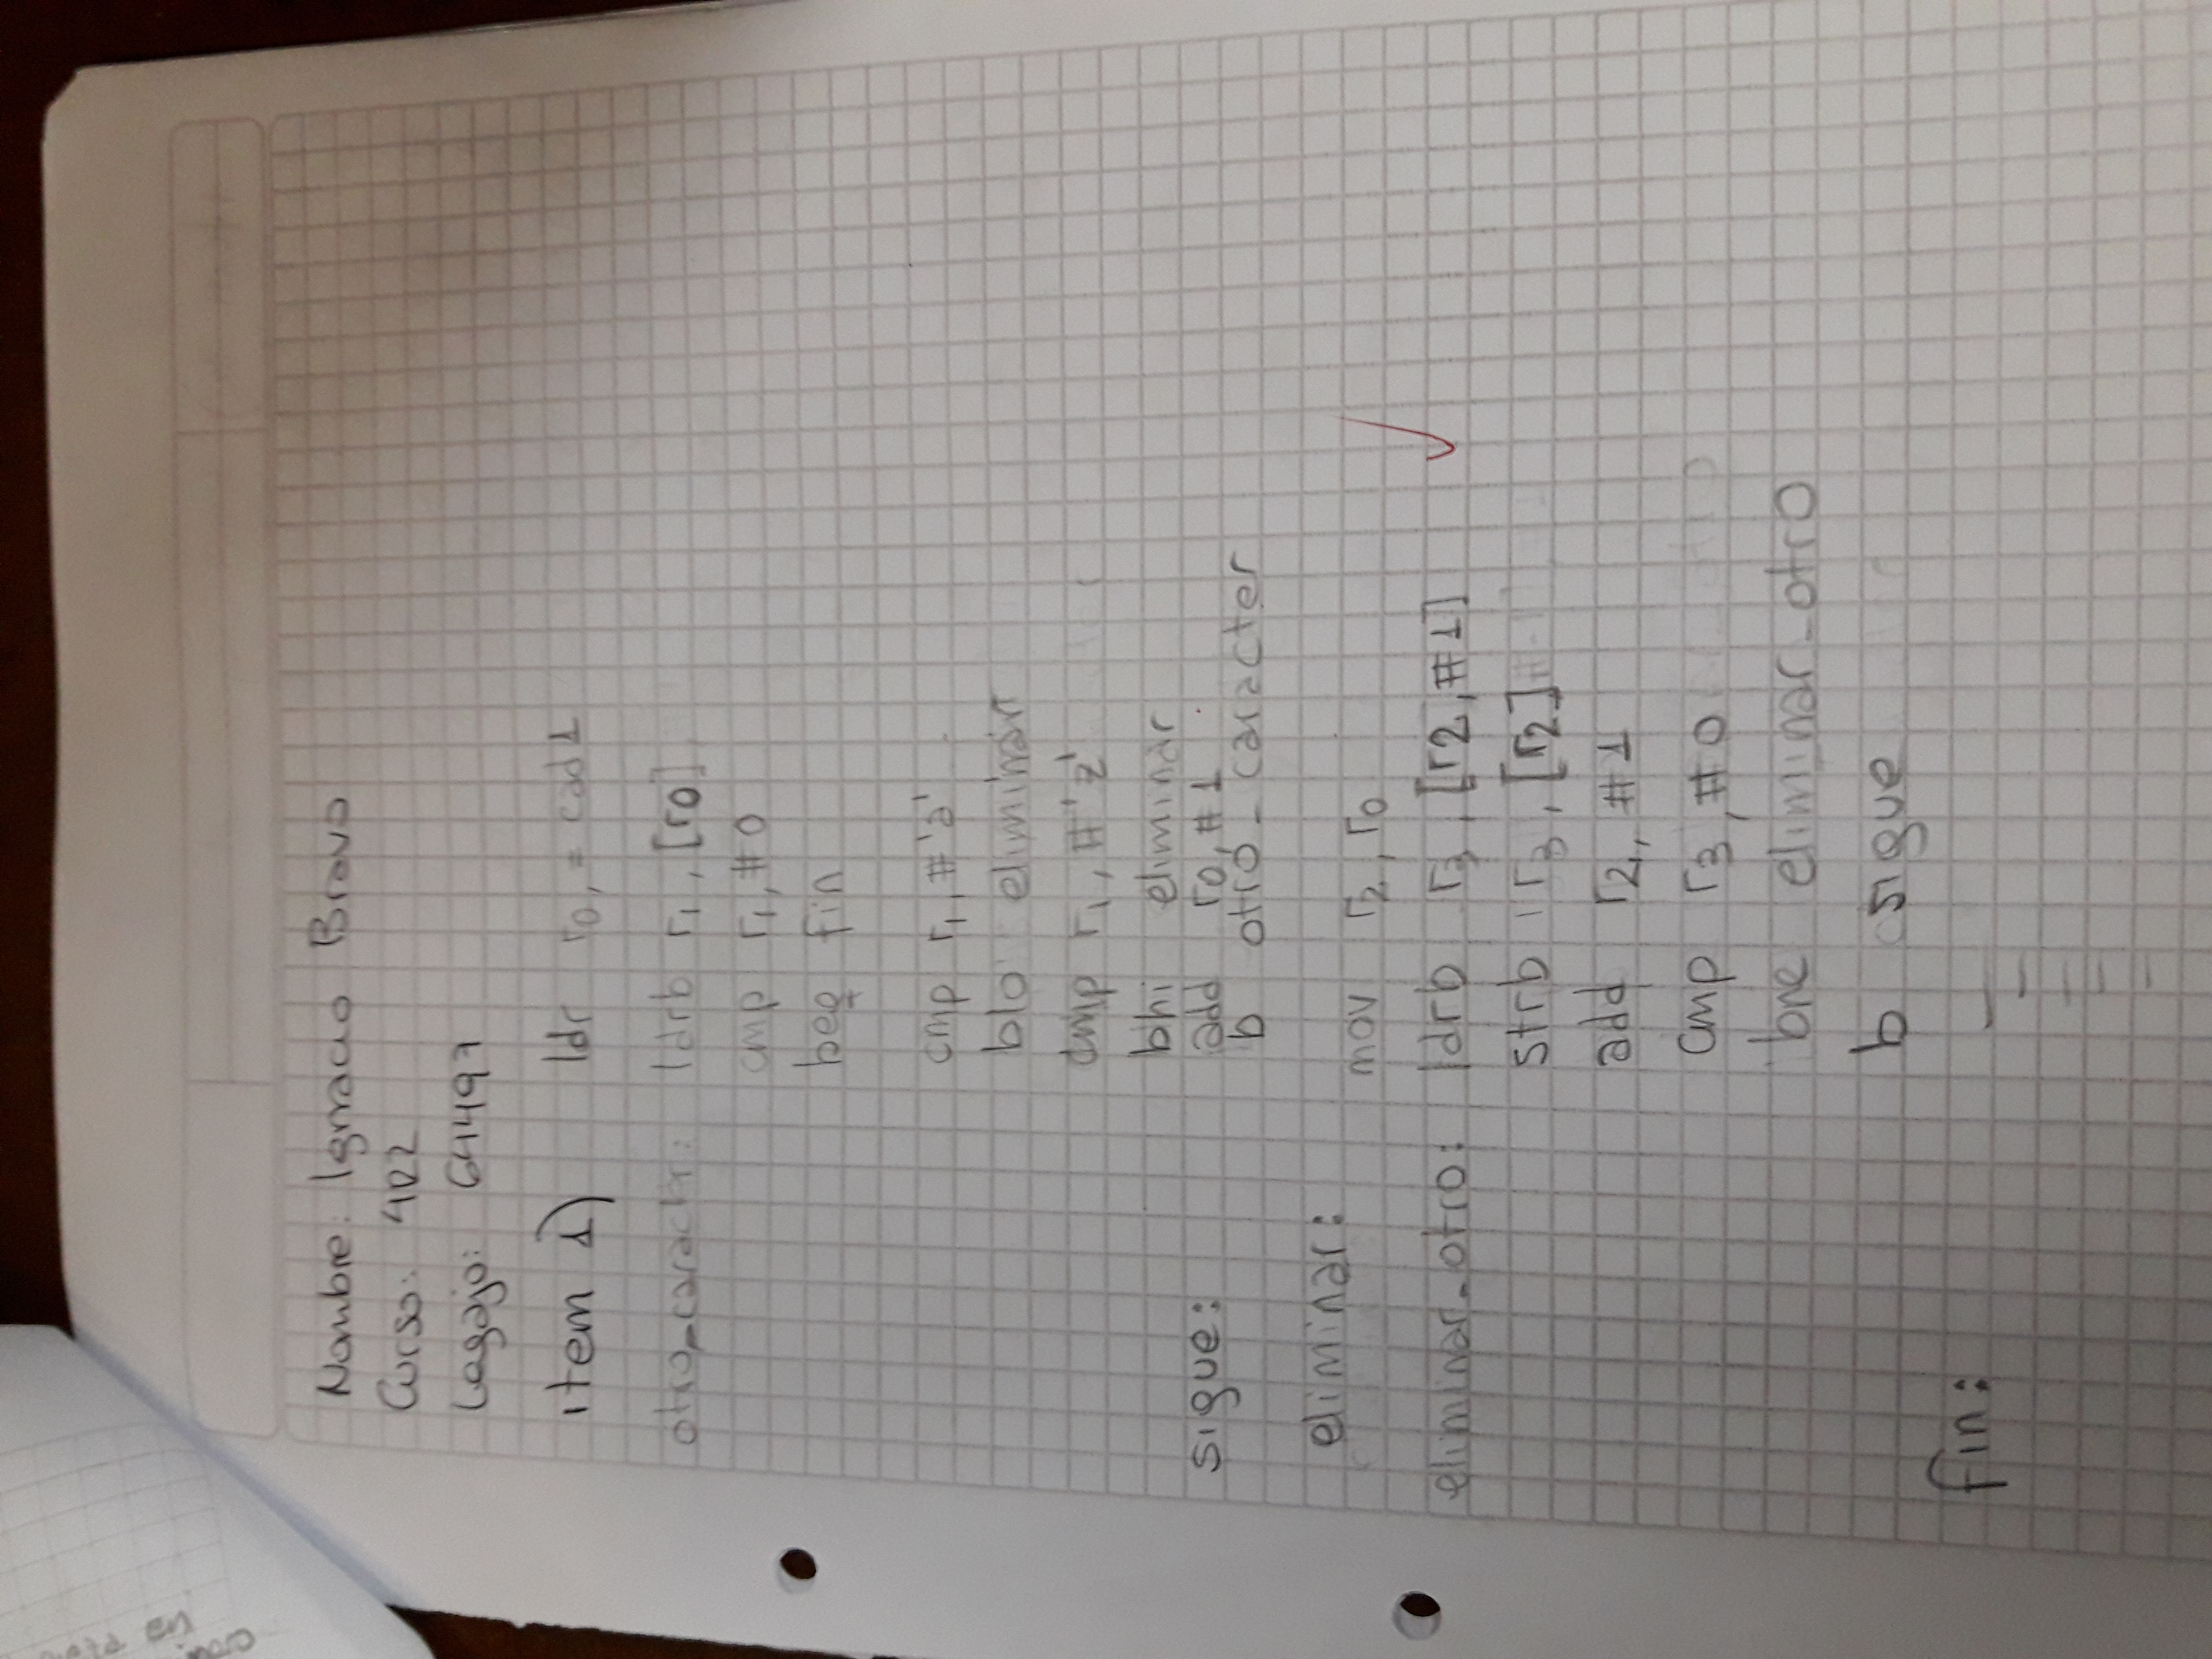 Nombre: Ignacio Bravo
Curso: 402
Legajo: 64497
item 1) ldr r0, = cad1
otro_caracter: ldrb r1, [r0]
cmp r1, #0
beq fin
cmp r1, #'a'
blo eliminar
cmp r1, #'z'
bhi eliminar
sigue: add r0, #1
b otro_caracter
eliminar:
mov r2, r0
eliminar_otro: ldrb r3, [r2, #1]
strb r3, [r2]
add r2, #1
cmp r3, #0
bne eliminar_otro
b sigue
fin: